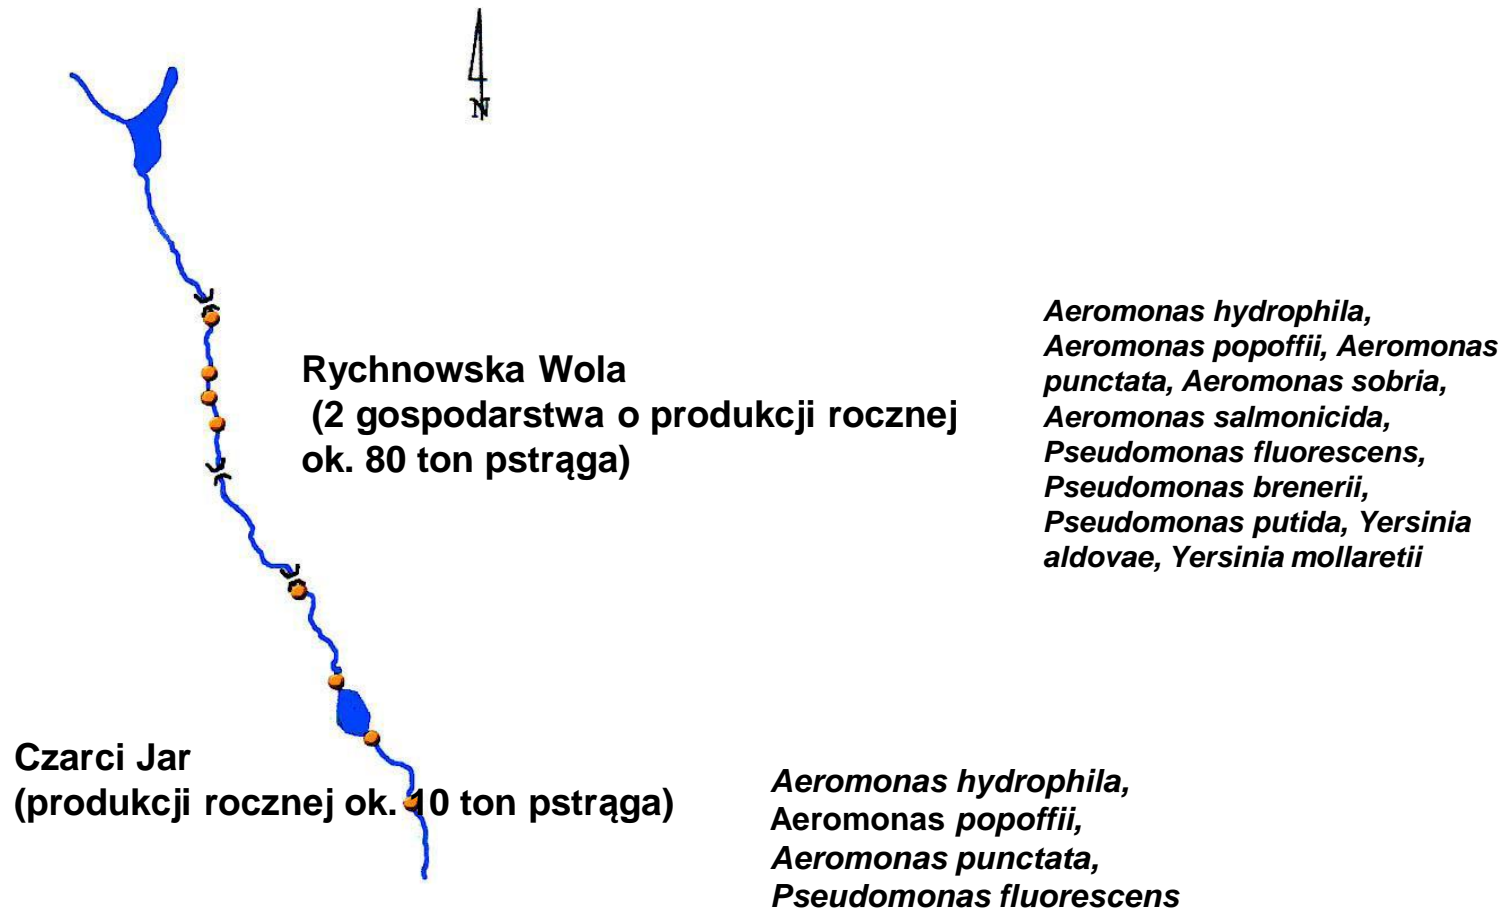 N
Rychnowska Wola
(2 gospodarstwa o produkcji rocznej
ok. 80 ton pstrąga)
Aeromonas hydrophila,
Aeromonas popoffii, Aeromonas
punctata, Aeromonas sobria,
Aeromonas salmonicida,
Pseudomonas fluorescens,
Pseudomonas brenerii,
Pseudomonas putida, Yersinia
aldovae, Yersinia mollaretii
Czarci Jar
(produkcji rocznej ok. 10 ton pstrąga)
Aeromonas hydrophila,
Aeromonas popoffii,
Aeromonas punctata,
Pseudomonas fluorescens